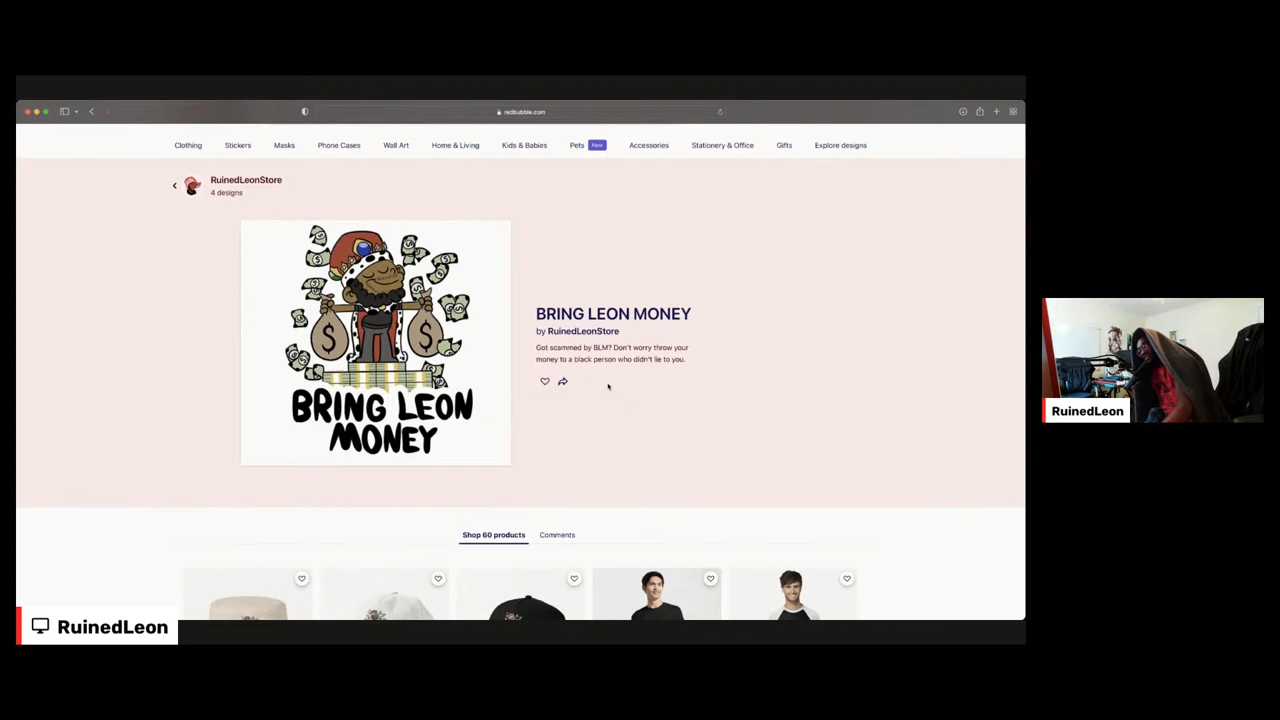 redbubble.com
Clothing Stickers Masks Phone Cases Wall Art Home & Living Kids & Babies Pets New Accessories Stationery & Office Gifts Explore designs
RuinedLeonStore
4 designs
$ $
BRING LEON
MONEY
BRING LEON MONEY
by RuinedLeonStore
Got scammed by BLM? Don't worry throw your
money to a black person who didn't lie to you.
Shop 60 products Comments
RuinedLeon
RuinedLeon